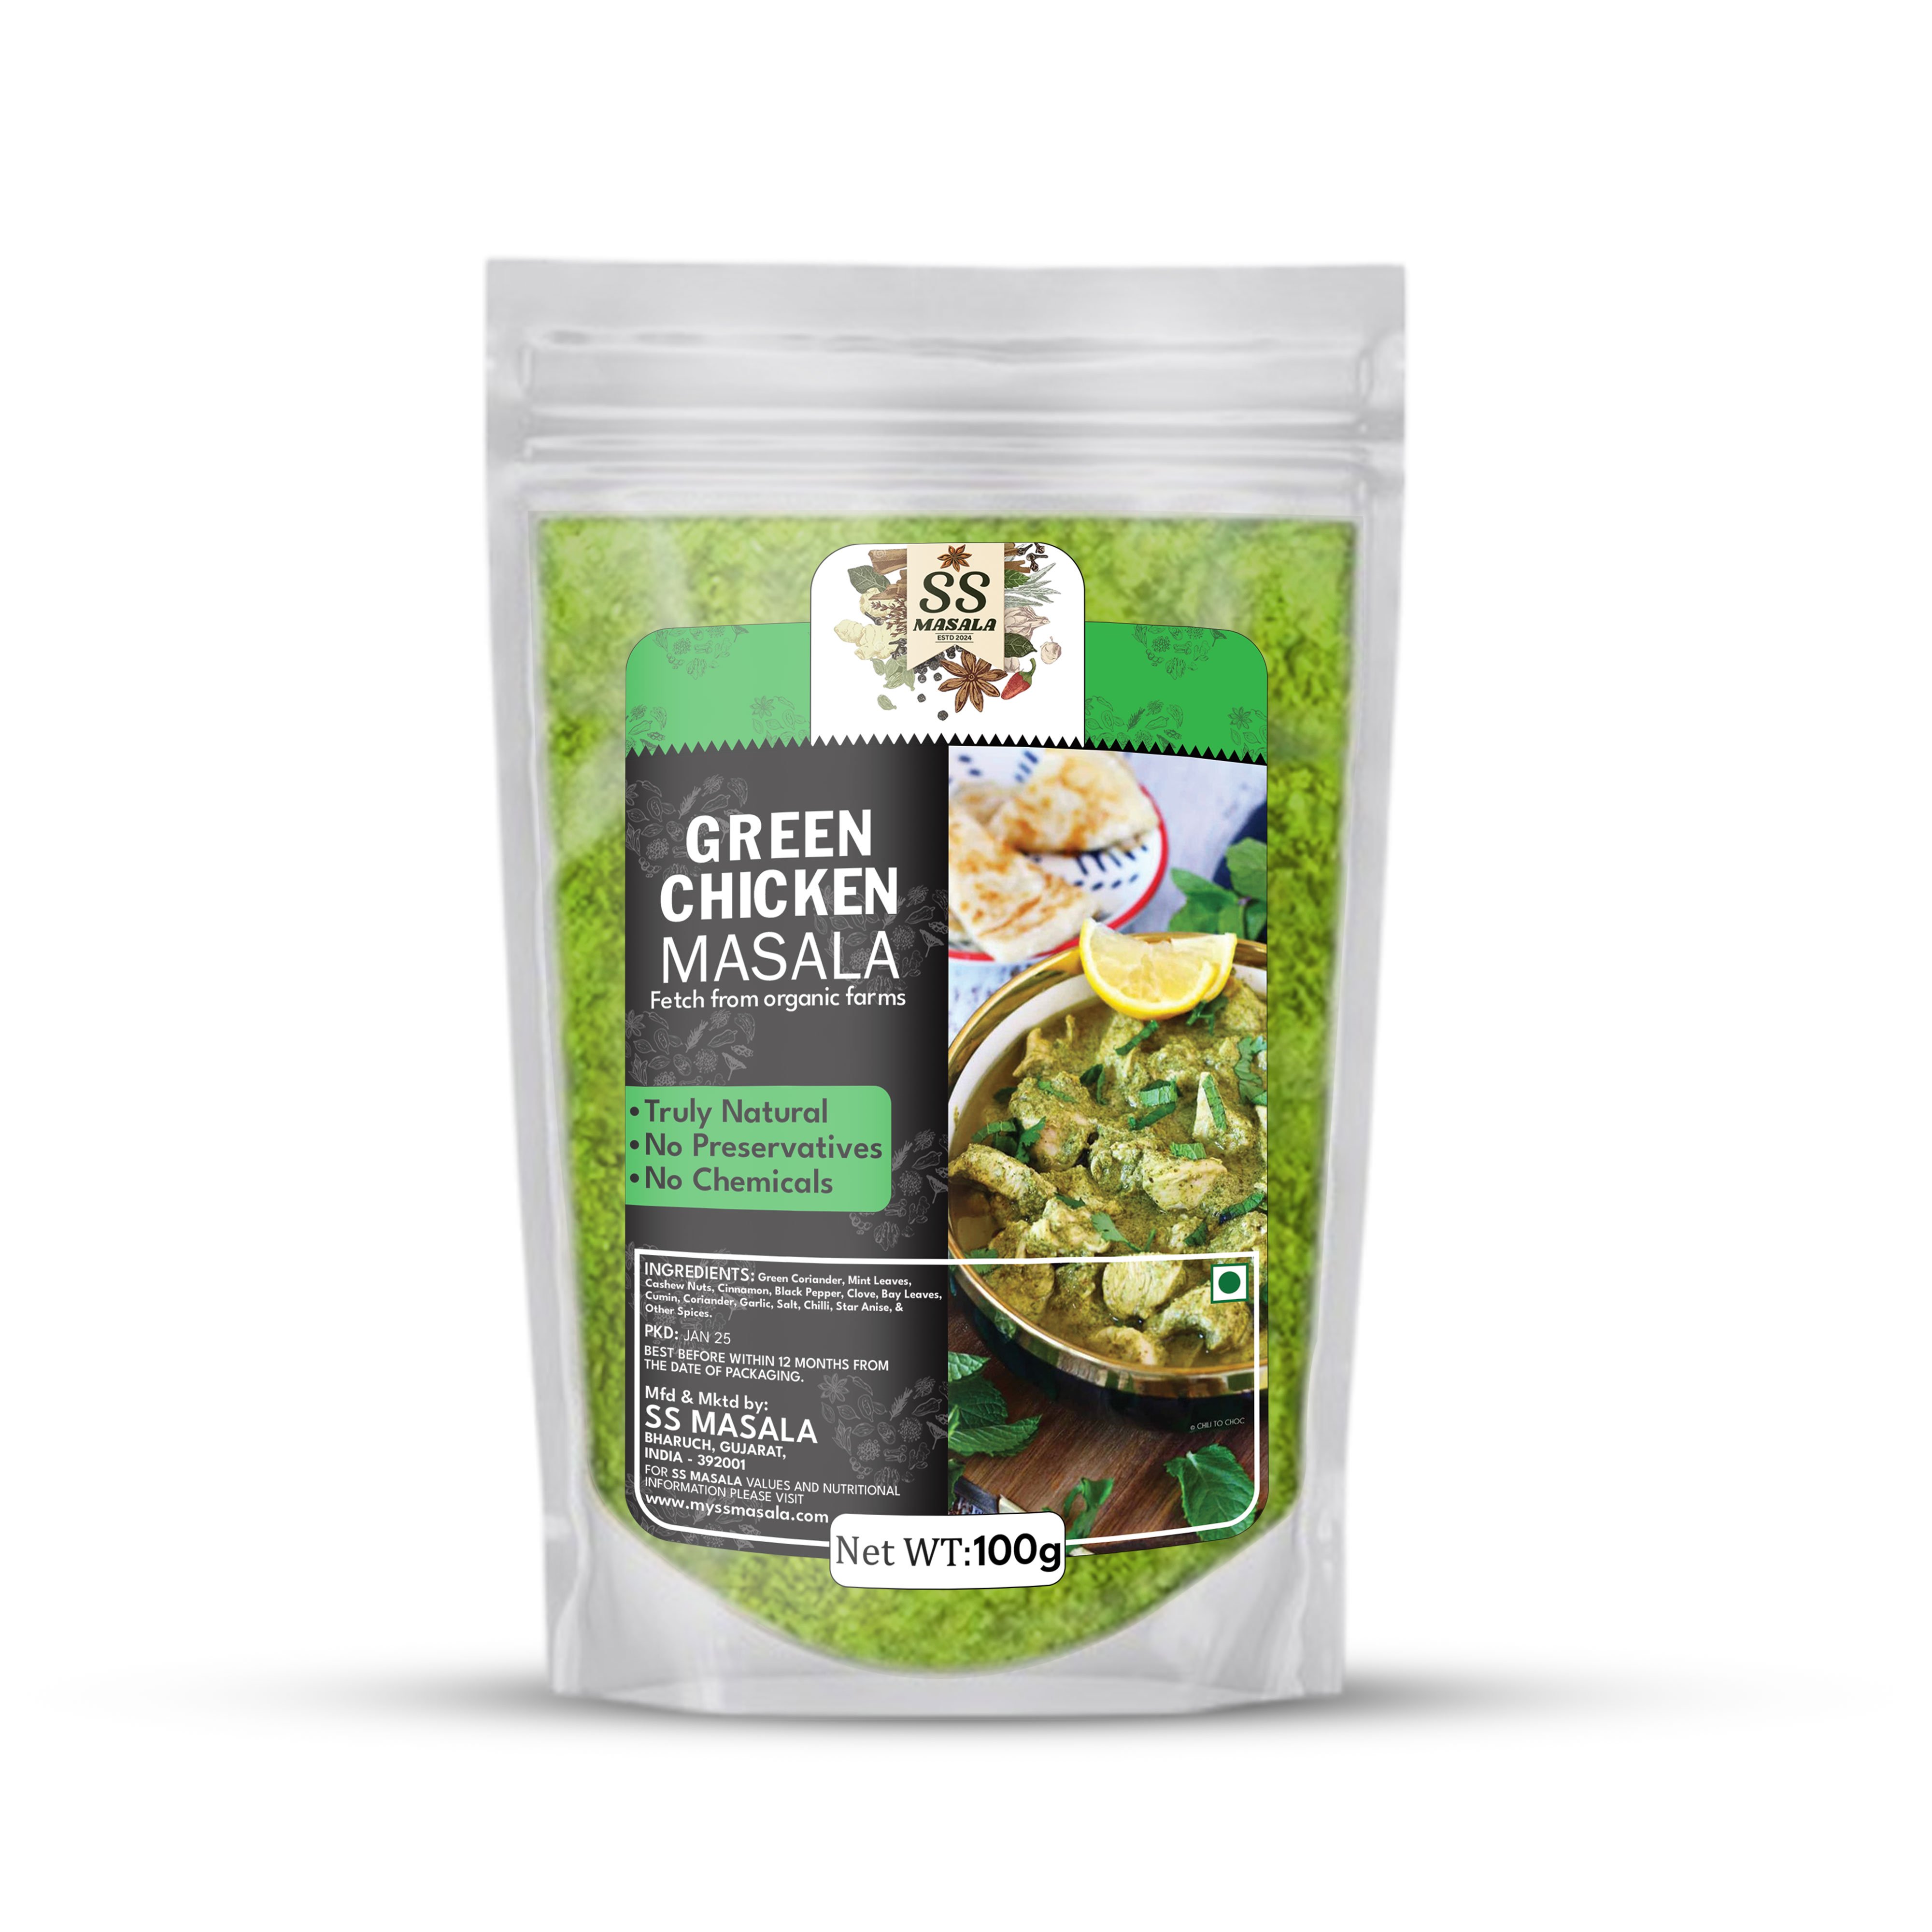 SS
MASALA
ESTD 2024
GREEN
CHICKEN
MASALA
Fetch from organic farms
•Truly Natural
•No Preservatives
•No Chemicals
INGREDIENTS: Green Coriander, Mint Leaves,
Cashew Nuts, Cinnamon, Black Pepper, Clove, Bay Leaves,
Cumin, Coriander, Garlic, Salt, Chilli, Star Anise, &
Other Spices.
PKD: JAN 25
BEST BEFORE WITHIN 12 MONTHS FROM
THE DATE OF PACKAGING.
Mfd & Mktd by:
SS MASALA
BHARUCH, GUJARAT,
INDIA - 392001
FOR SS MASALA VALUES AND NUTRITIONAL
INFORMATION PLEASE VISIT
www.myssmasala.com
© CHILI TO CHOC
Net WT:100g